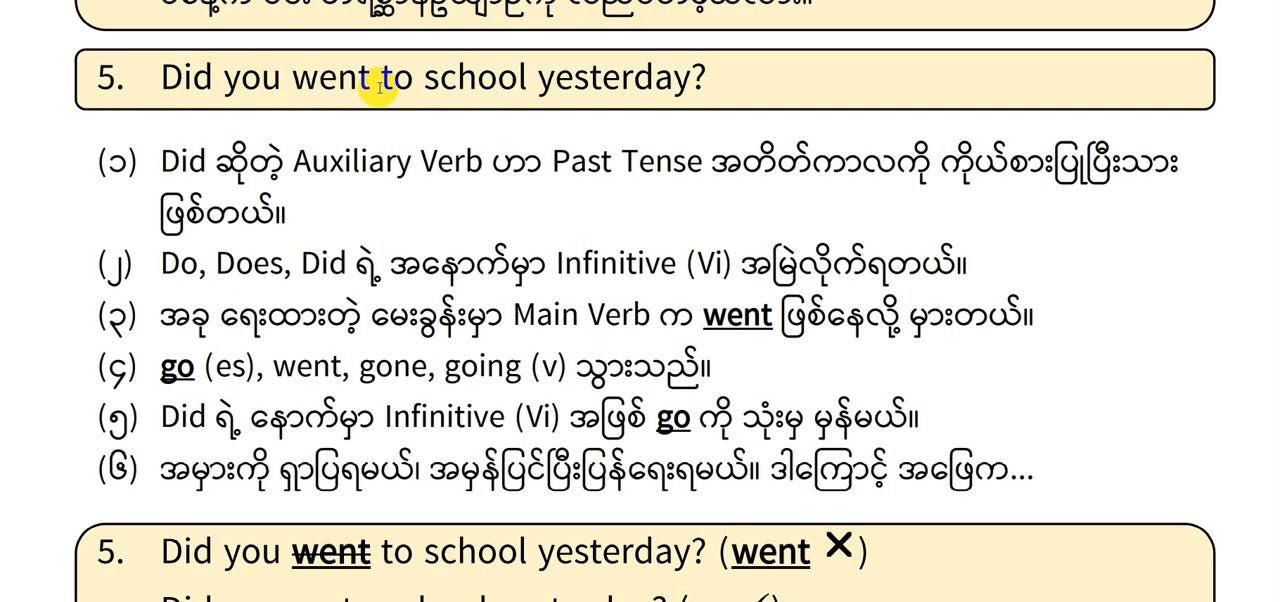 5. Did you went to school yesterday?
(၁) Did ဆိုတဲ့ Auxiliary Verb ဟာ Past Tense အတိတ်ကာလကို ကိုယ်စားပြုပြီးသား
ဖြစ်တယ်။
(၂) Do, Does, Did ရဲ့ အနောက်မှာ Infinitive (Vi) အမြဲလိုက်ရတယ်။
(၃) အခု ရေးထားတဲ့ မေးခွန်းမှာ Main Verb က went ဖြစ်နေလို့ မှားတယ်။
(၄) go (es), went, gone, going (v) သွားသည်။
(၅) Did ရဲ့ နောက်မှာ Infinitive (Vi) အဖြစ် go ကို သုံးမှ မှန်မယ်။
(၆) အမှားကို ရှာပြရမယ်၊ အမှန်ပြင်ပြီးပြန်ရေးရမယ်။ ဒါကြောင့် အဖြေက...
5. Did you went to school yesterday? (went ✕)